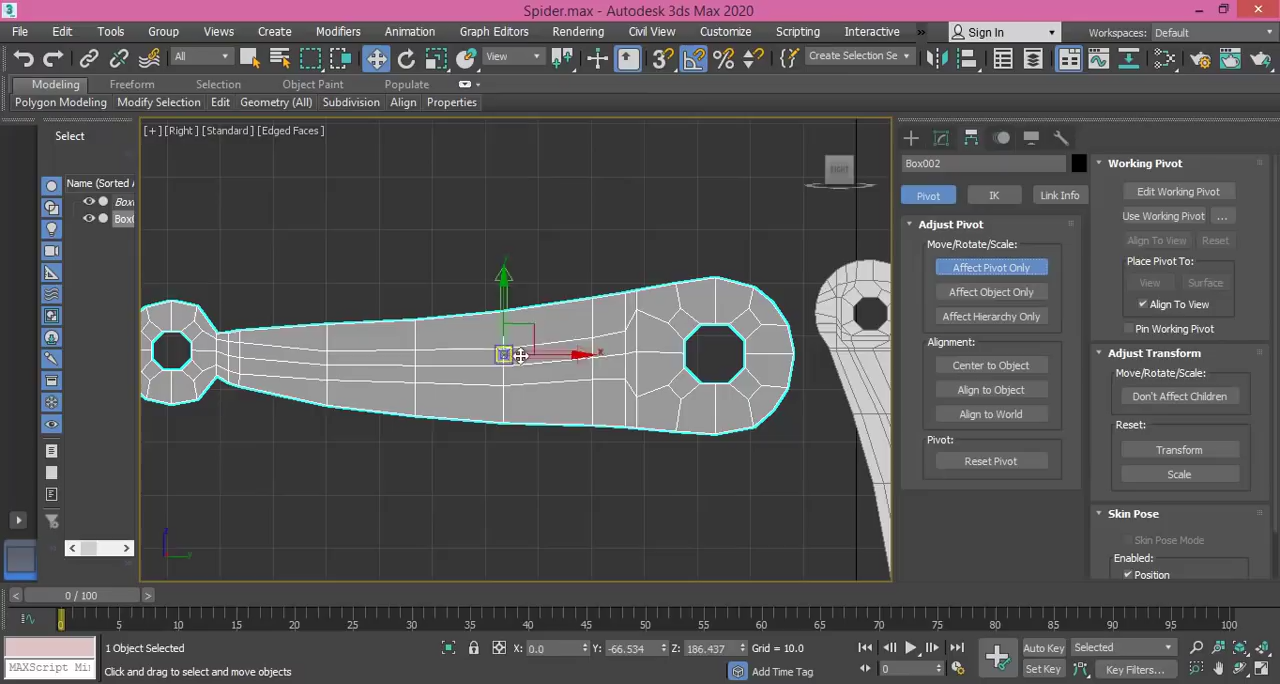 Spider.max - Autodesk 3ds Max 2020
File Edit Tools Group Views Create Modifiers Animation Graph Editors Rendering Civil View Customize Scripting Interactive » Sign In Workspaces: Default
All View Create Selection Se
Modeling Freeform Selection Object Paint Populate
Polygon Modeling Modify Selection Edit Geometry (All) Subdivision Align Properties
Select
Name (Sorted A
Box
Box0
[+] [Right] [Standard] [Edged Faces]
RIGHT
x
z
y
Box002
Pivot IK Link Info
Adjust Pivot
Move/Rotate/Scale:
Affect Pivot Only
Affect Object Only
Affect Hierarchy Only
Alignment:
Center to Object
Align to Object
Align to World
Pivot:
Reset Pivot
Working Pivot
Edit Working Pivot
Use Working Pivot ...
Align To View Reset
Place Pivot To:
View Surface
Align To View
Pin Working Pivot
Adjust Transform
Move/Rotate/Scale:
Don't Affect Children
Reset:
Transform
Scale
Skin Pose
Skin Pose Mode
Enabled:
Position
< 0 / 100 >
0 5 10 15 20 25 30 35 40 45 50 55 60 65 70 75 80 85 90 95 100
1 Object Selected X: 0.0 Y: -66.534 Z: 186.437 Grid = 10.0 Auto Key Selected
MAXScript Mi Click and drag to select and move objects Add Time Tag 0 Set Key Key Filters...